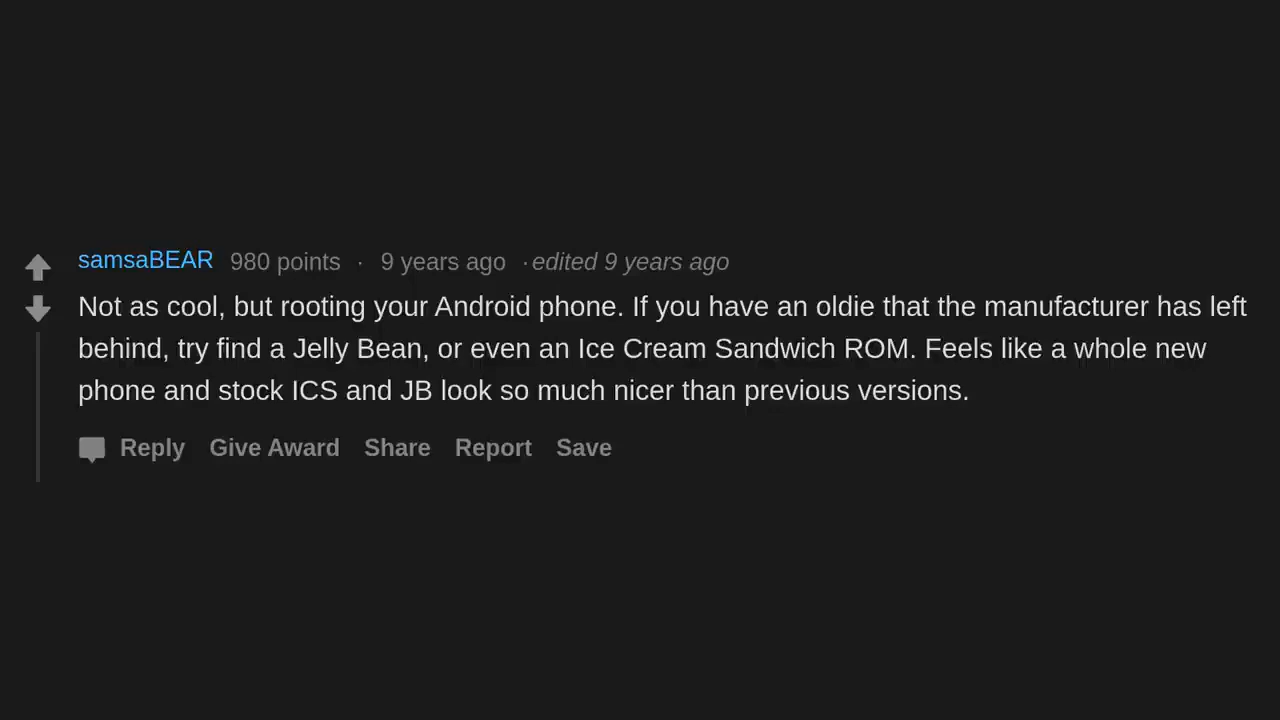 samsaBEAR 980 points · 9 years ago · edited 9 years ago
Not as cool, but rooting your Android phone. If you have an oldie that the manufacturer has left
behind, try find a Jelly Bean, or even an Ice Cream Sandwich ROM. Feels like a whole new
phone and stock ICS and JB look so much nicer than previous versions.
Reply Give Award Share Report Save